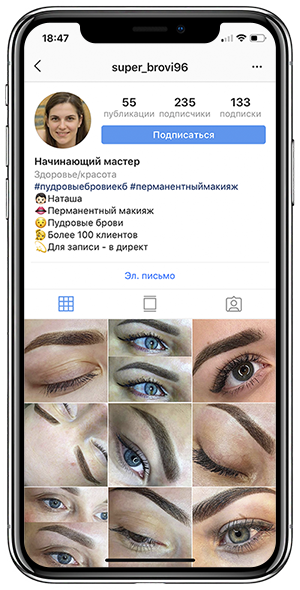 18:47
super_brovi96
55 235 133
публикации подписчики подписки
Подписаться
Начинающий мастер
Здоровье/красота
#пудровыебровиекб #перманентныймакияж
Наташа
Перманентный макияж
Пудровые брови
Более 100 клиентов
Для записи - в директ
Эл. письмо